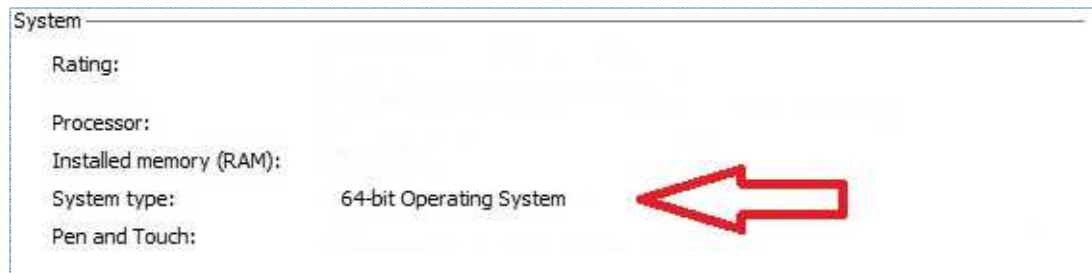 System
Rating:
Processor:
Installed memory (RAM):
System type: 64-bit Operating System
Pen and Touch: